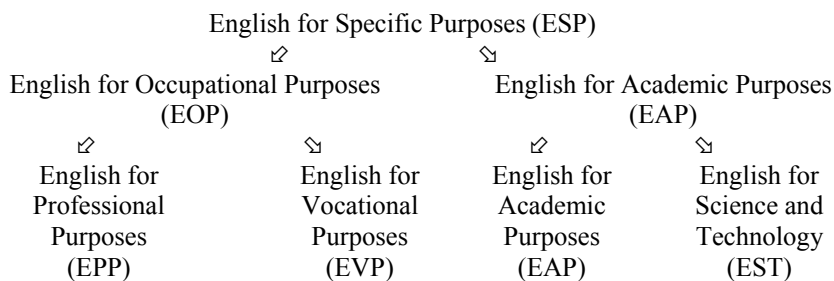 English for Specific Purposes (ESP)
English for Occupational Purposes (EOP)
English for Academic Purposes (EAP)
English for Professional Purposes (EPP)
English for Vocational Purposes (EVP)
English for Academic Purposes (EAP)
English for Science and Technology (EST)